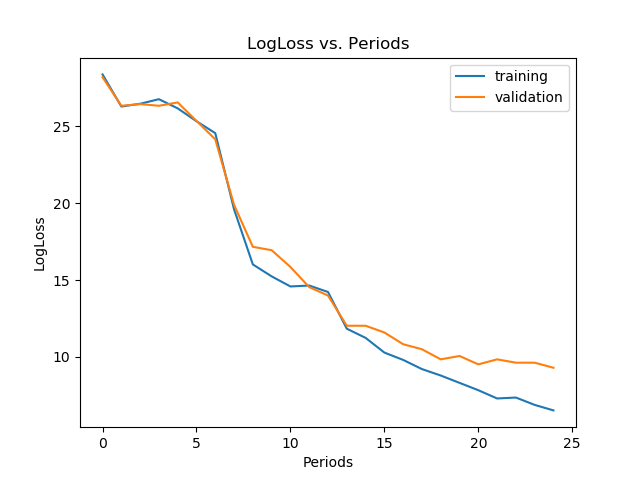 LogLoss vs. Periods
training
validation
25
20
15
10
LogLoss
0 5 10 15 20 25
Periods